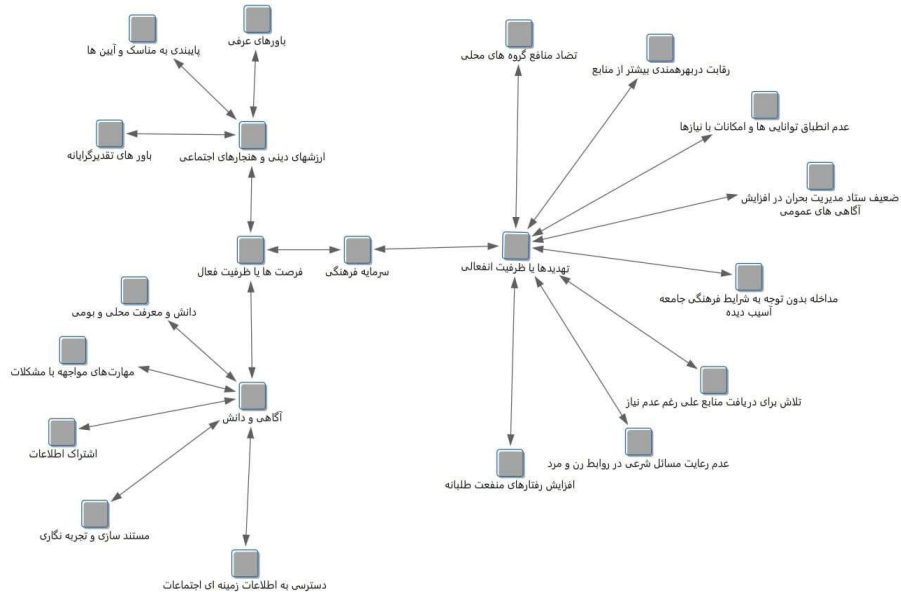 باورهای عرفی
پایبندی به مناسک و آیین ها
باور های تقدیرگرایانه
ارزشهای دینی و هنجارهای اجتماعی
تضاد منافع گروه های محلی
رقابت دربهرهمندی بیشتر از منابع
عدم انطباق توانایی ها و امکانات با نیازها
ضعیف ستاد مدیریت بحران در افزایش
آگاهی های عمومی
تهدیدها یا ظرفیت انفعالی
سرمایه فرهنگی
فرصت ها یا ظرفیت فعال
مداخله بدون توجه به شرایط فرهنگی جامعه
آسیب دیده
دانش و معرفت محلی و بومی
مهارت‌های مواجهه با مشکلات
آگاهی و دانش
تلاش برای دریافت منابع علی رغم عدم نیاز
اشتراک اطلاعات
عدم رعایت مسائل شرعی در روابط زن و مرد
افزایش رفتارهای منفعت طلبانه
مستند سازی و تجربه نگاری
دسترسی به اطلاعات زمینه ای اجتماعات